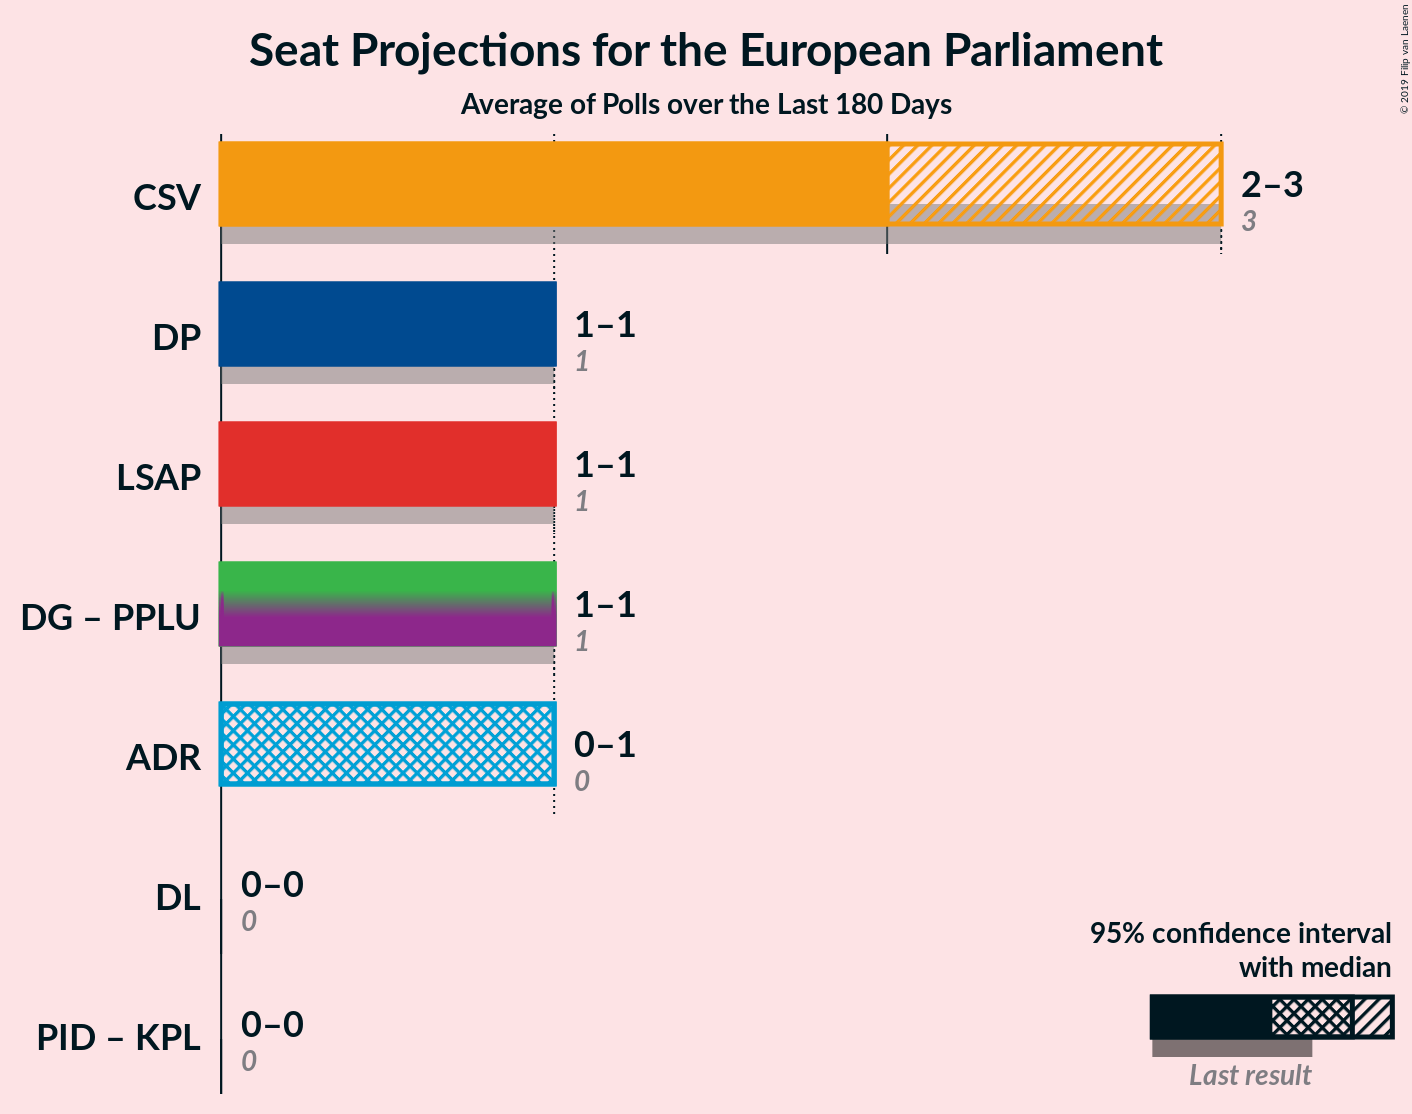 Seat Projections for the European Parliament
Average of Polls over the Last 180 Days
© 2019 Filip van Laenen
CSV
2–3
3
DP
1–1
1
LSAP
1–1
1
DG – PPLU
1–1
1
ADR
0–1
0
DL
0–0
0
PID – KPL
0–0
0
95% confidence interval
with median
Last result